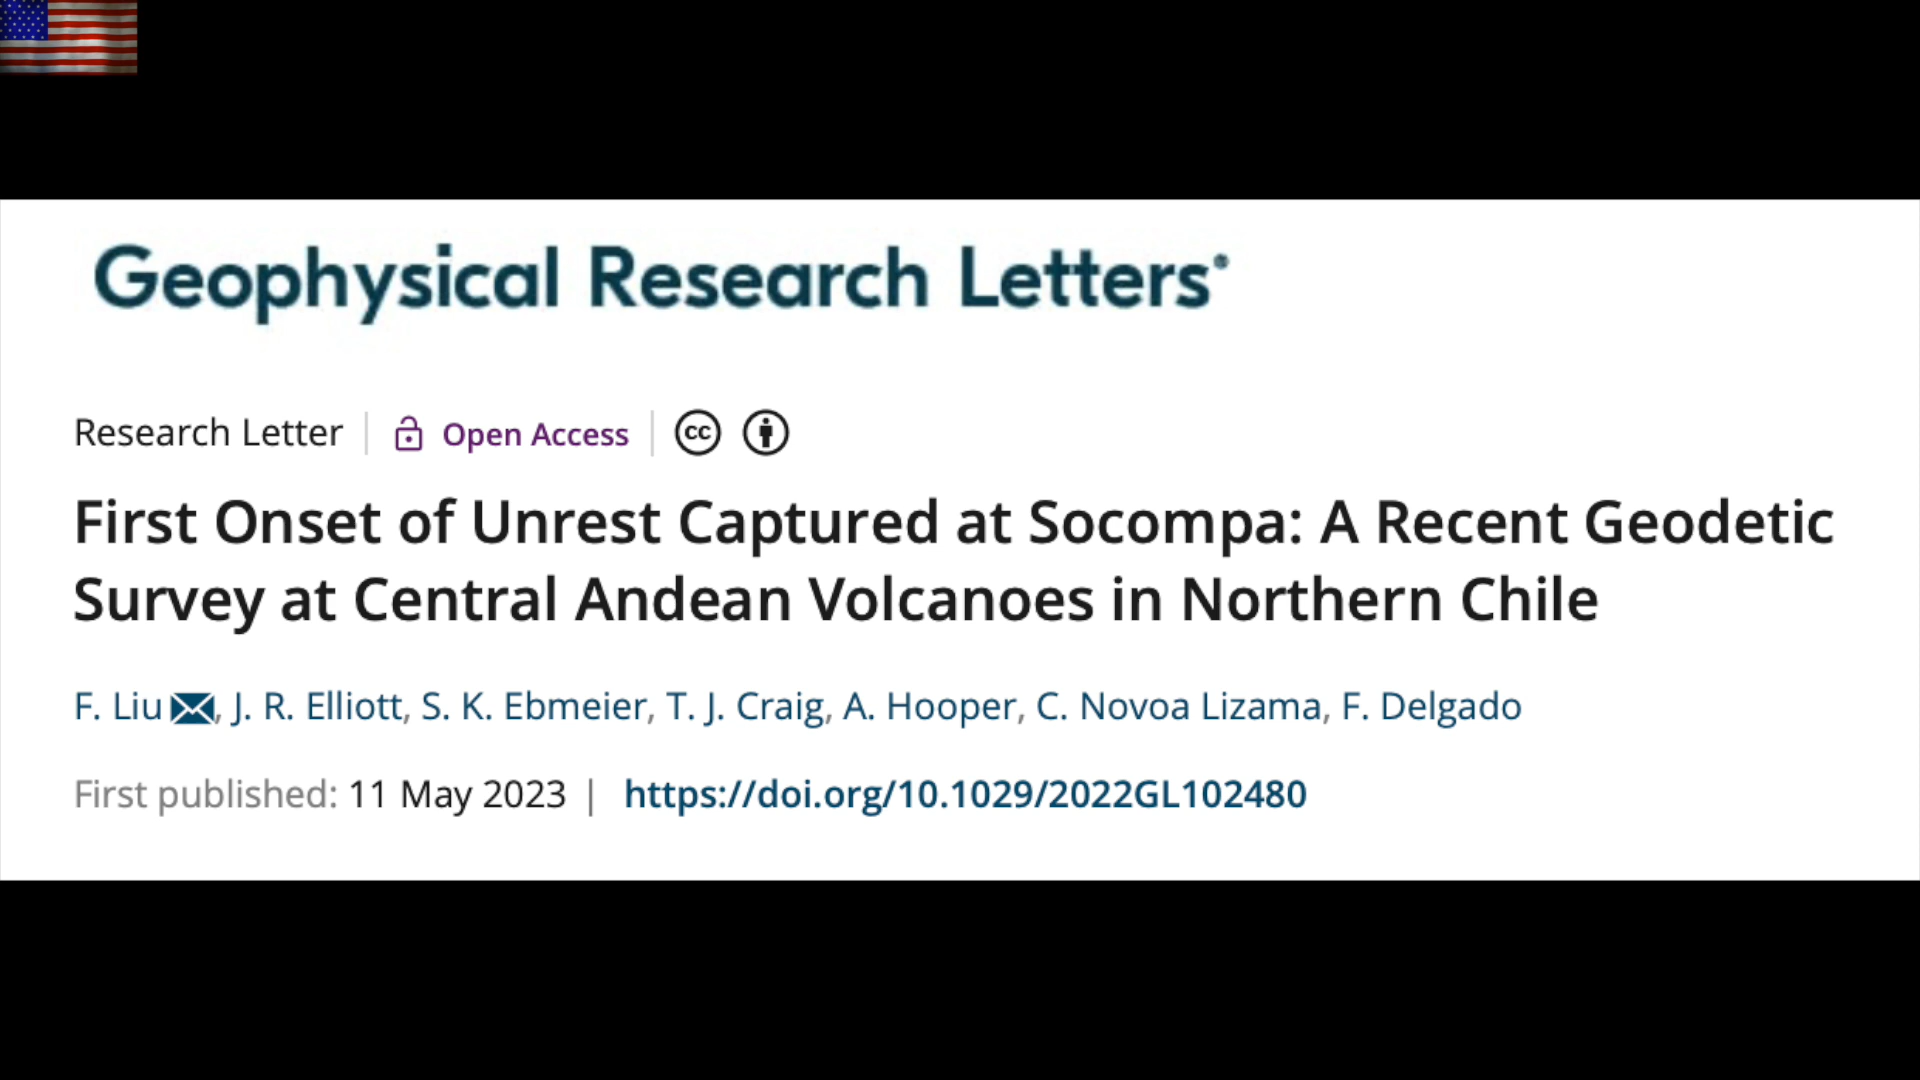 Geophysical Research Letters®
Research Letter | Open Access | cc
First Onset of Unrest Captured at Socompa: A Recent Geodetic
Survey at Central Andean Volcanoes in Northern Chile
F. Liu, J. R. Elliott, S. K. Ebmeier, T. J. Craig, A. Hooper, C. Novoa Lizama, F. Delgado
First published: 11 May 2023 | https://doi.org/10.1029/2022GL102480